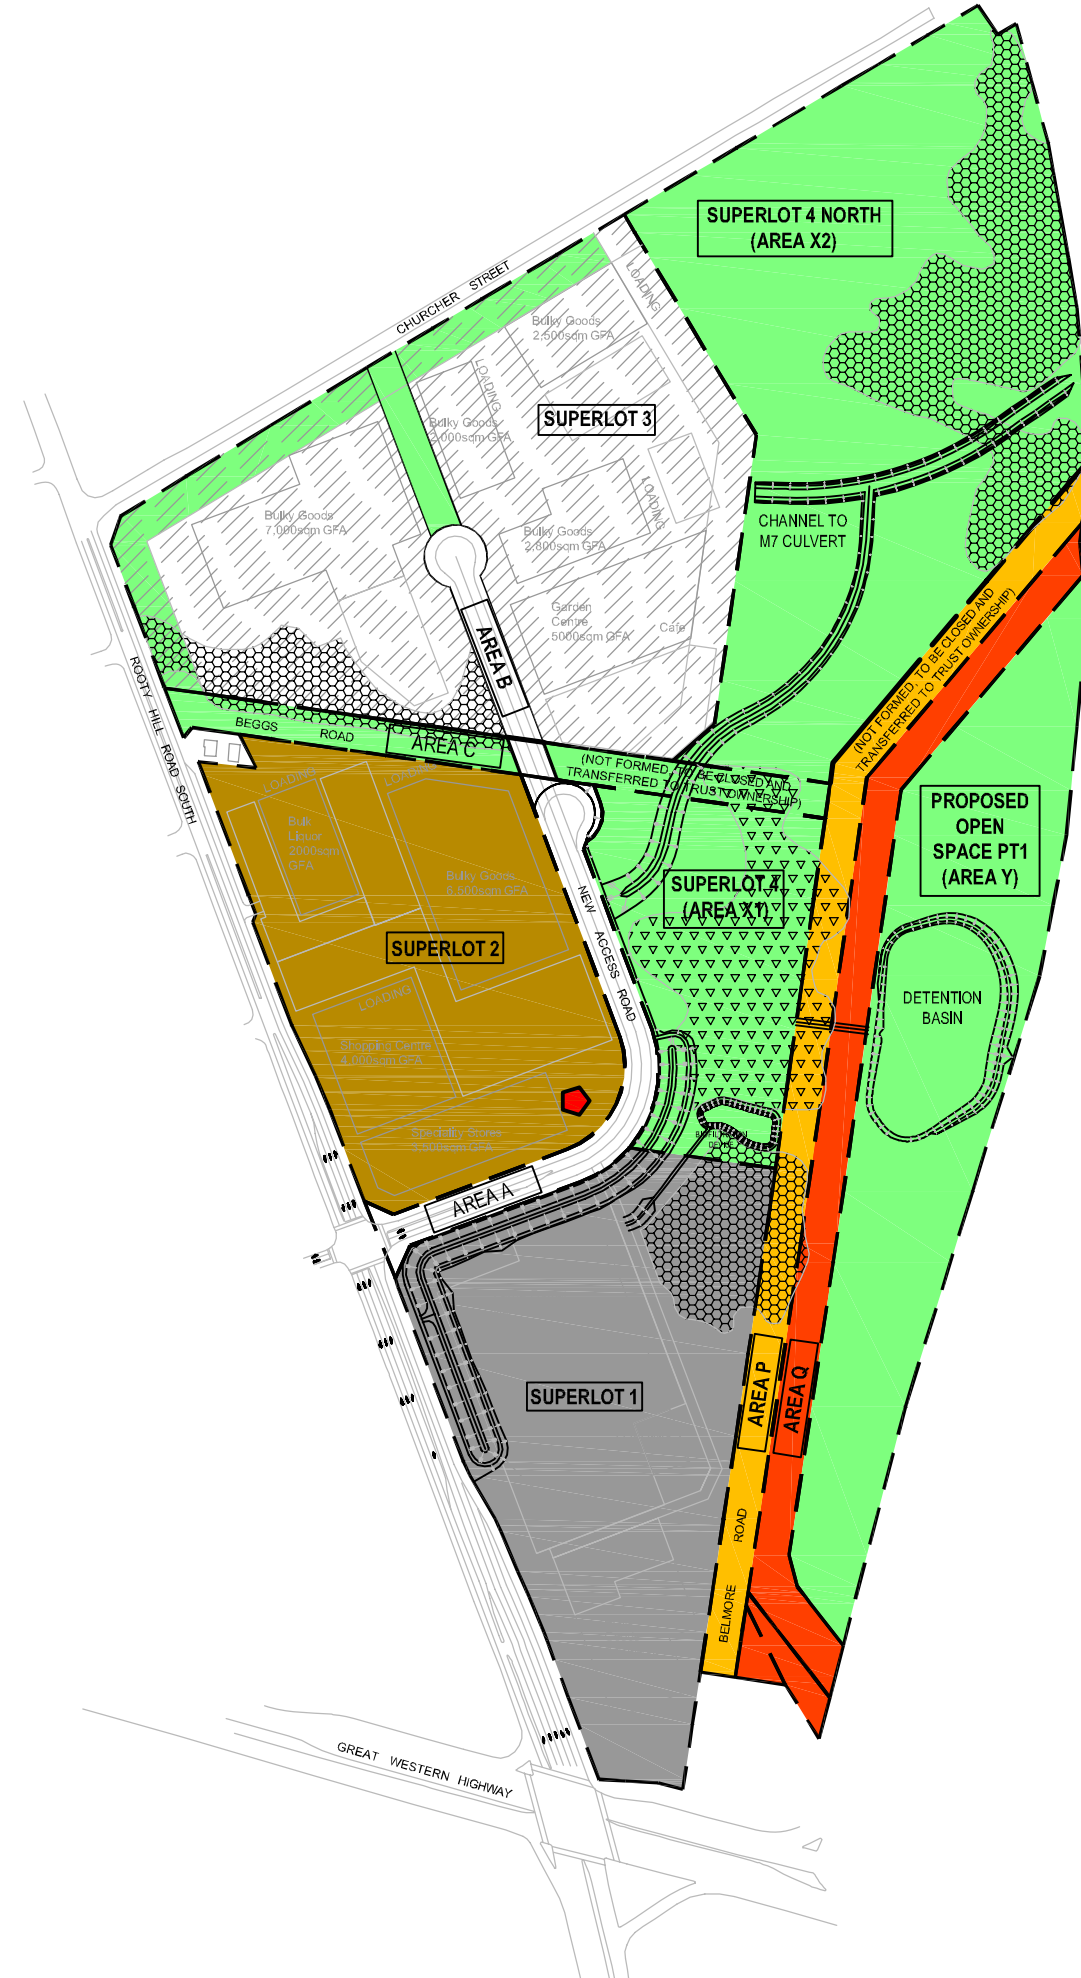 SUPERLOT 4 NORTH
(AREA X2)
CHURCHER STREET
LOADING
Bulky Goods
2,500sqm GFA
LOADING
SUPERLOT 3
Bulky Goods
2,000sqm GFA
LOADING
Bulky Goods
7,000sqm GFA
Bulky Goods
2,800sqm GFA
CHANNEL TO
M7 CULVERT
Garden
Centre
5000sqm GFA
Cafe
AREA B
(NOT FORMED, TO BE CLOSED AND
TRANSFERRED TO TRUST OWNERSHIP)
ROOTY HILL ROAD SOUTH
BEGGS ROAD
AREA C
(NOT FORMED, TO BE CLOSED AND
TRANSFERRED TO TRUST OWNERSHIP)
LOADING
LOADING
PROPOSED
OPEN
SPACE PT1
(AREA Y)
Bulk
Liquor
2000sqm
GFA
Bulky Goods
6,600sqm GFA
SUPERLOT 4
(AREA X1)
NEW ACCESS ROAD
SUPERLOT 2
LOADING
DETENTION
BASIN
Shopping Centre
4,000sqm GFA
Speciality Stores
GFA
AREA A
SUPERLOT 1
AREA P
AREA Q
BELMORE ROAD
GREAT WESTERN HIGHWAY